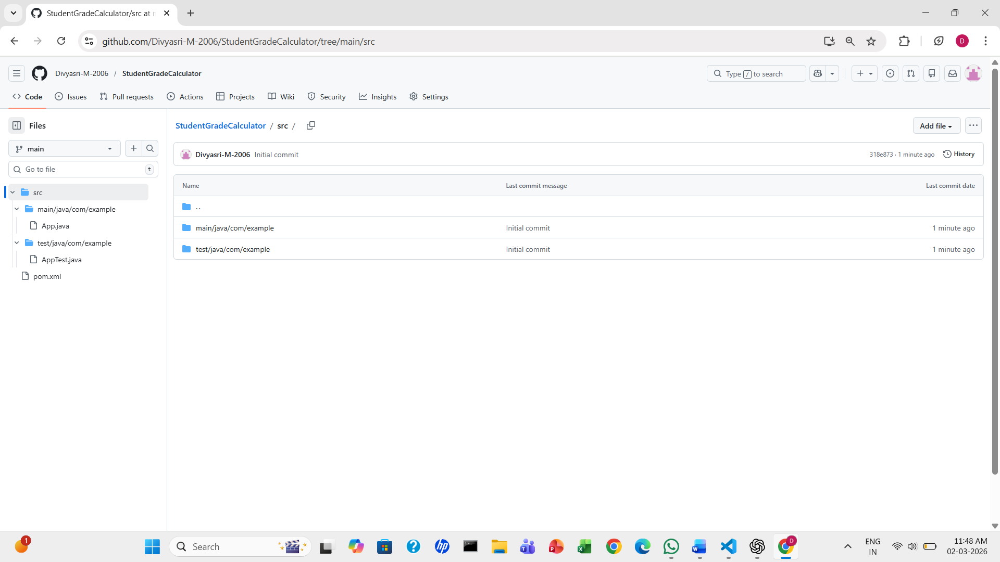 StudentGradeCalculator/src at
github.com/Divyasri-M-2006/StudentGradeCalculator/tree/main/src
D
Divyasri-M-2006 / StudentGradeCalculator
Type / to search
Code Issues Pull requests Actions Projects Wiki Security Insights Settings
Files
StudentGradeCalculator / src /
Add file
main
Divyasri-M-2006 Initial commit
318e873 · 1 minute ago History
Go to file t
Name Last commit message Last commit date
src
..
main/java/com/example
main/java/com/example Initial commit 1 minute ago
App.java
test/java/com/example
test/java/com/example Initial commit 1 minute ago
AppTest.java
pom.xml
1
Search
D
ENG
IN
11:48 AM
02-03-2026